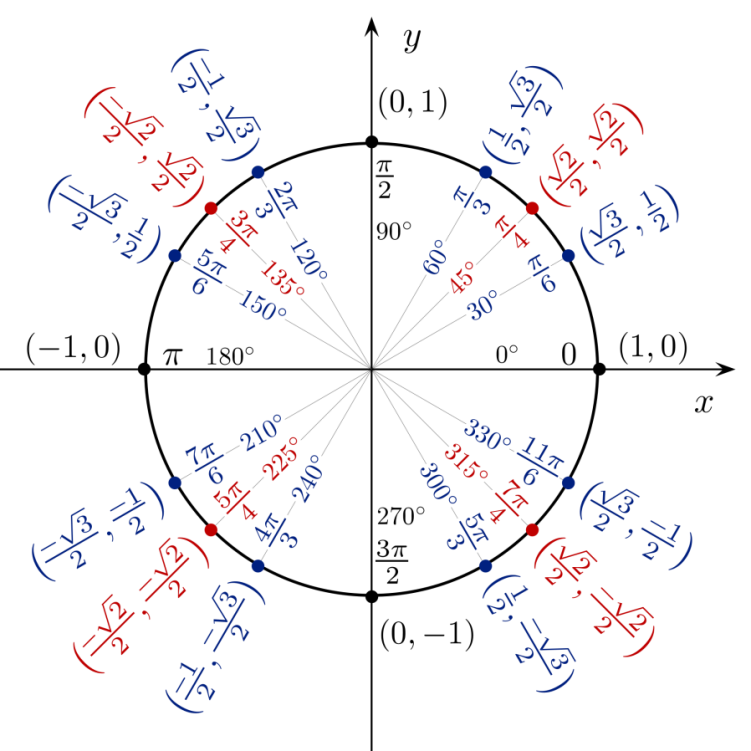 y
(0, 1)
(-1/2, √3/2)
(1/2, √3/2)
(-√2/2, √2/2)
(√2/2, √2/2)
(-√3/2, 1/2)
(√3/2, 1/2)
π/2
90°
2π/3
120°
π/3
60°
3π/4
135°
π/4
45°
5π/6
150°
π/6
30°
(-1, 0)
π
180°
0°
0
(1, 0)
x
7π/6
210°
330°
11π/6
5π/4
225°
315°
7π/4
4π/3
240°
300°
5π/3
270°
3π/2
(-√3/2, -1/2)
(√3/2, -1/2)
(-√2/2, -√2/2)
(√2/2, -√2/2)
(-1/2, -√3/2)
(1/2, -√3/2)
(0, -1)